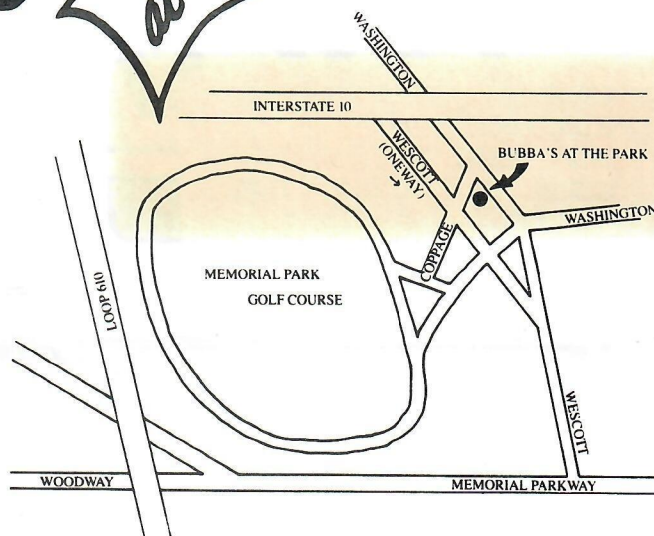 at
WASHINGTON
INTERSTATE 10
WESCOTT
(ONEWAY)
→
BUBBA'S AT THE PARK
WASHINGTON
COPPAGE
MEMORIAL PARK
GOLF COURSE
LOOP 610
WESCOTT
WOODWAY
MEMORIAL PARKWAY